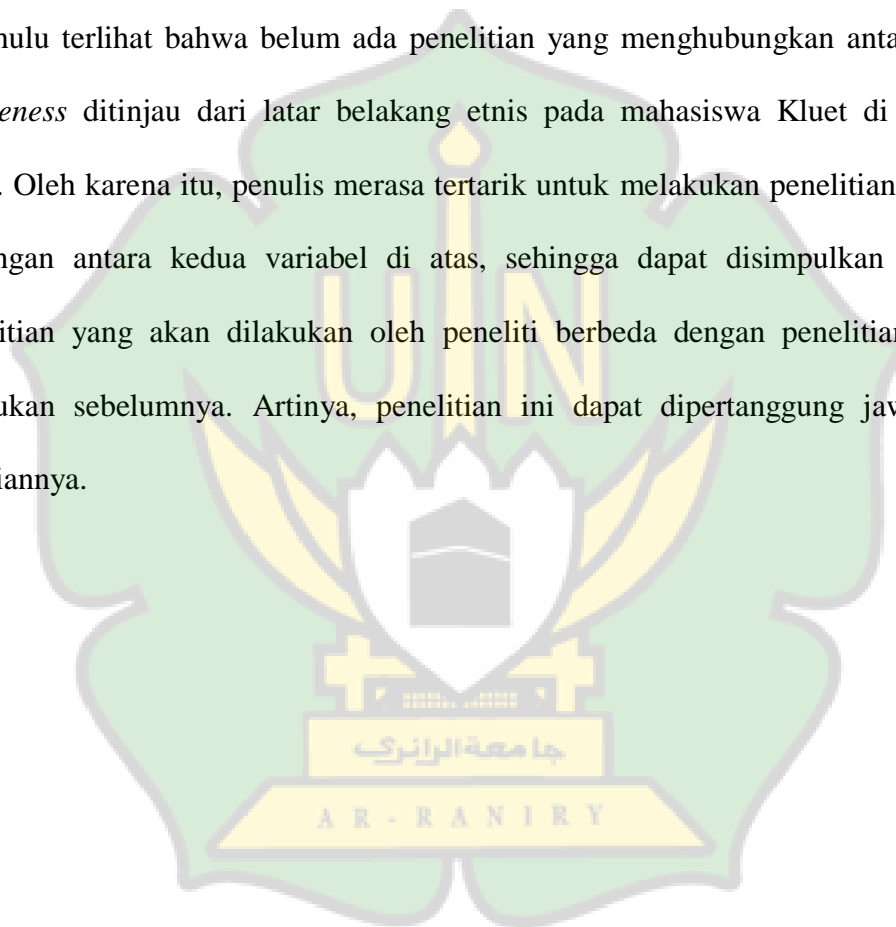 hulu terlihat bahwa belum ada penelitian yang menghubungkan anta
eness ditinjau dari latar belakang etnis pada mahasiswa Kluet di
. Oleh karena itu, penulis merasa tertarik untuk melakukan penelitian
ngan antara kedua variabel di atas, sehingga dapat disimpulkan
itian yang akan dilakukan oleh peneliti berbeda dengan penelitian
ukan sebelumnya. Artinya, penelitian ini dapat dipertanggung jaw
iannya.
UIN
جامعة الرانري
AR-RANIRY